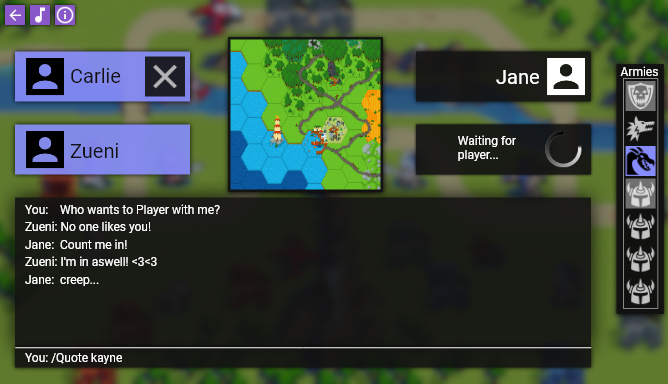 Carlie
Jane
Armies
Zueni
Waiting for
player...
You: Who wants to Player with me?
Zueni: No one likes you!
Jane: Count me in!
Zueni: I'm in aswell! <3<3
Jane: creep...
You: /Quote kayne